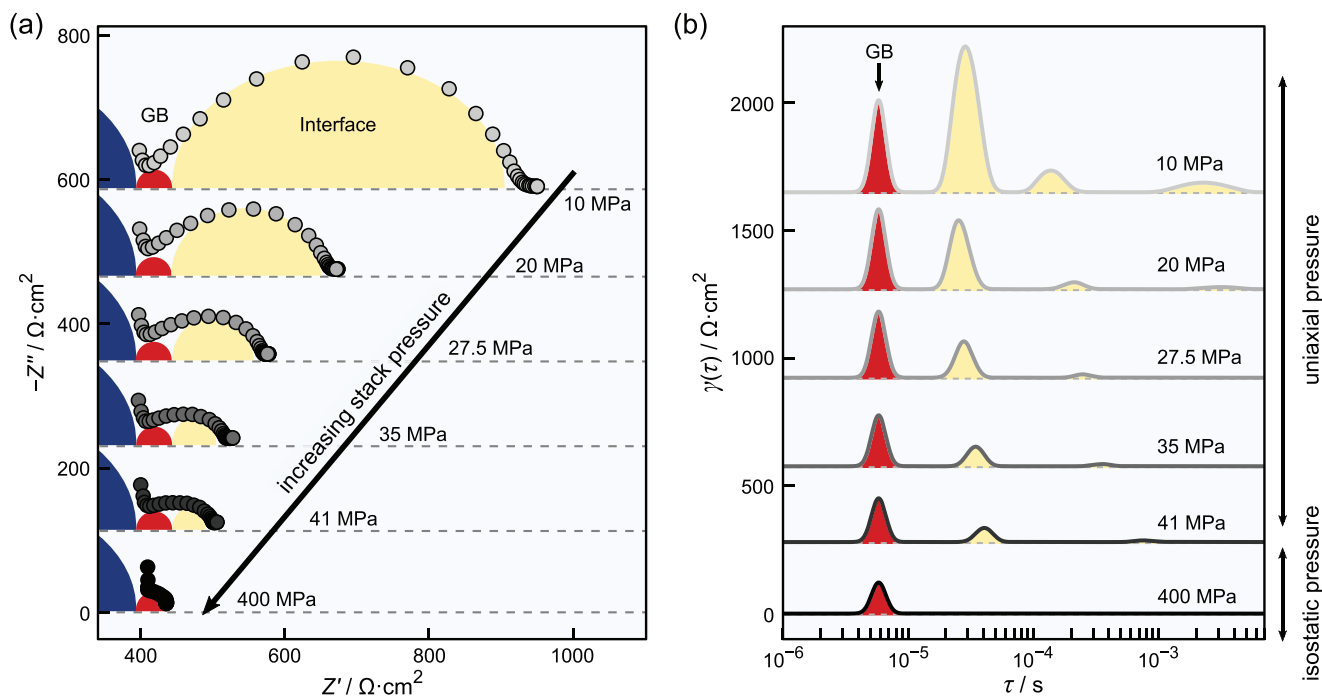 (a)
800
600
400
200
0
−Z″ / Ω·cm²
GB
Interface
10 MPa
20 MPa
27.5 MPa
35 MPa
41 MPa
400 MPa
increasing stack pressure
400
600
800
1000
Z′ / Ω·cm²
(b)
2000
1500
1000
500
0
γ(τ) / Ω·cm²
GB
10 MPa
20 MPa
27.5 MPa
35 MPa
41 MPa
400 MPa
10⁻⁶
10⁻⁵
10⁻⁴
10⁻³
τ / s
uniaxial pressure
isostatic pressure